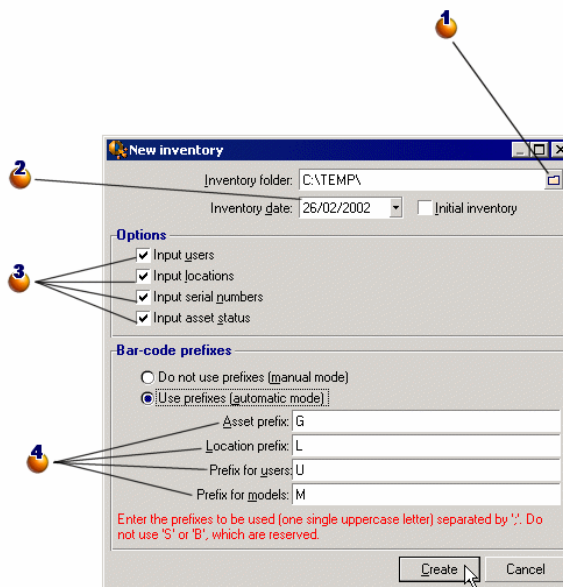 1
New inventory
2
Inventory folder: C:\TEMP\
Inventory date: 26/02/2002 Initial inventory
Options
Input users
3
Input locations
Input serial numbers
Input asset status
Bar-code prefixes
Do not use prefixes (manual mode)
Use prefixes (automatic mode)
Asset prefix: G
Location prefix: L
4
Prefix for users: U
Prefix for models: M
Enter the prefixes to be used (one single uppercase letter) separated by ';'. Do
not use 'S' or 'B', which are reserved.
Create Cancel